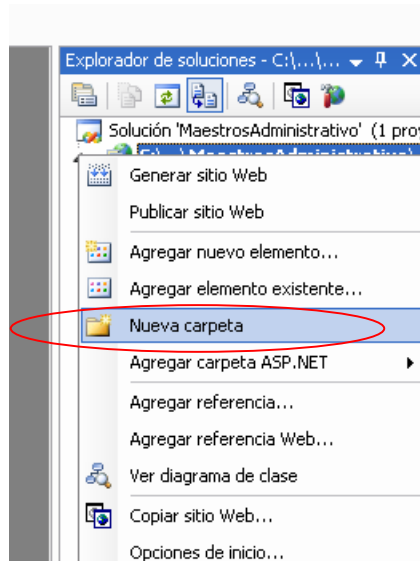 Explorador de soluciones - C:\...\...
Solución 'MaestrosAdministrativo' (1 pro
C:\...\MaestrosAdministrativo\
Generar sitio Web
Publicar sitio Web
Agregar nuevo elemento...
Agregar elemento existente...
Nueva carpeta
Agregar carpeta ASP.NET
Agregar referencia...
Agregar referencia Web...
Ver diagrama de clase
Copiar sitio Web...
Opciones de inicio...